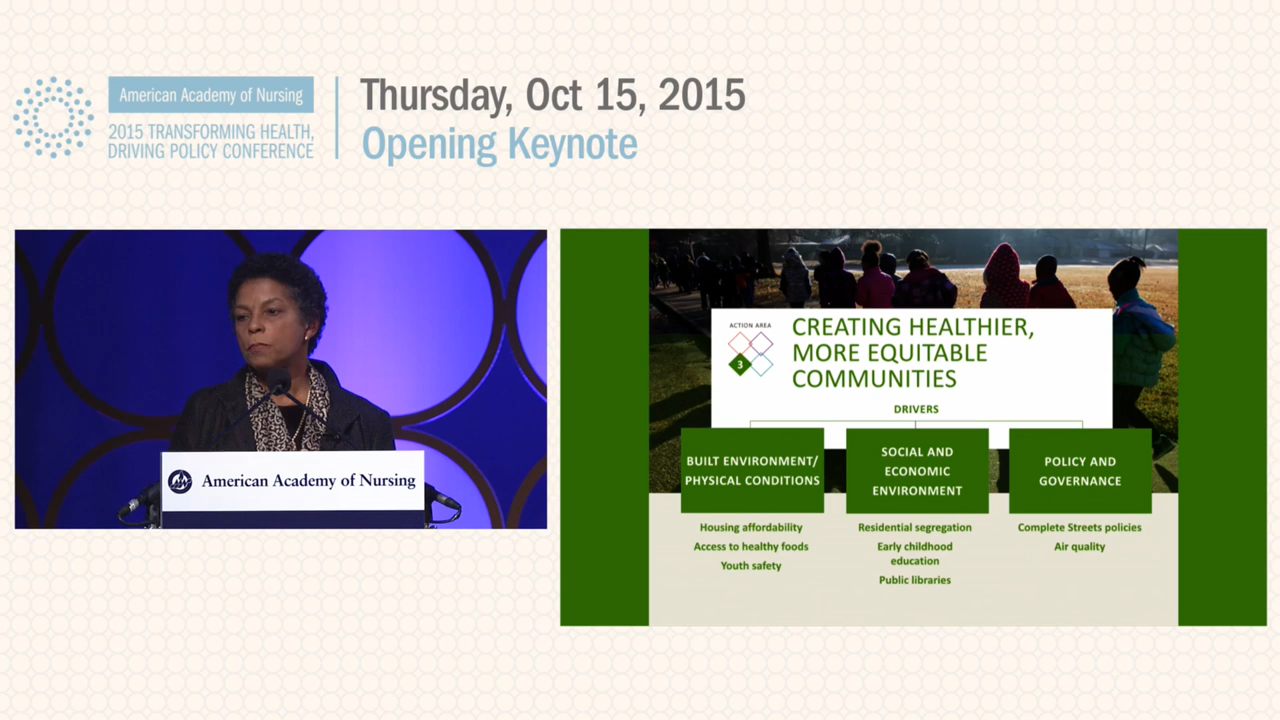 American Academy of Nursing
2015 TRANSFORMING HEALTH,
DRIVING POLICY CONFERENCE
Thursday, Oct 15, 2015
Opening Keynote
American Academy of Nursing
ACTION AREA
3
CREATING HEALTHIER,
MORE EQUITABLE
COMMUNITIES
DRIVERS
BUILT ENVIRONMENT/
PHYSICAL CONDITIONS
Housing affordability
Access to healthy foods
Youth safety
SOCIAL AND
ECONOMIC
ENVIRONMENT
Residential segregation
Early childhood
education
Public libraries
POLICY AND
GOVERNANCE
Complete Streets policies
Air quality